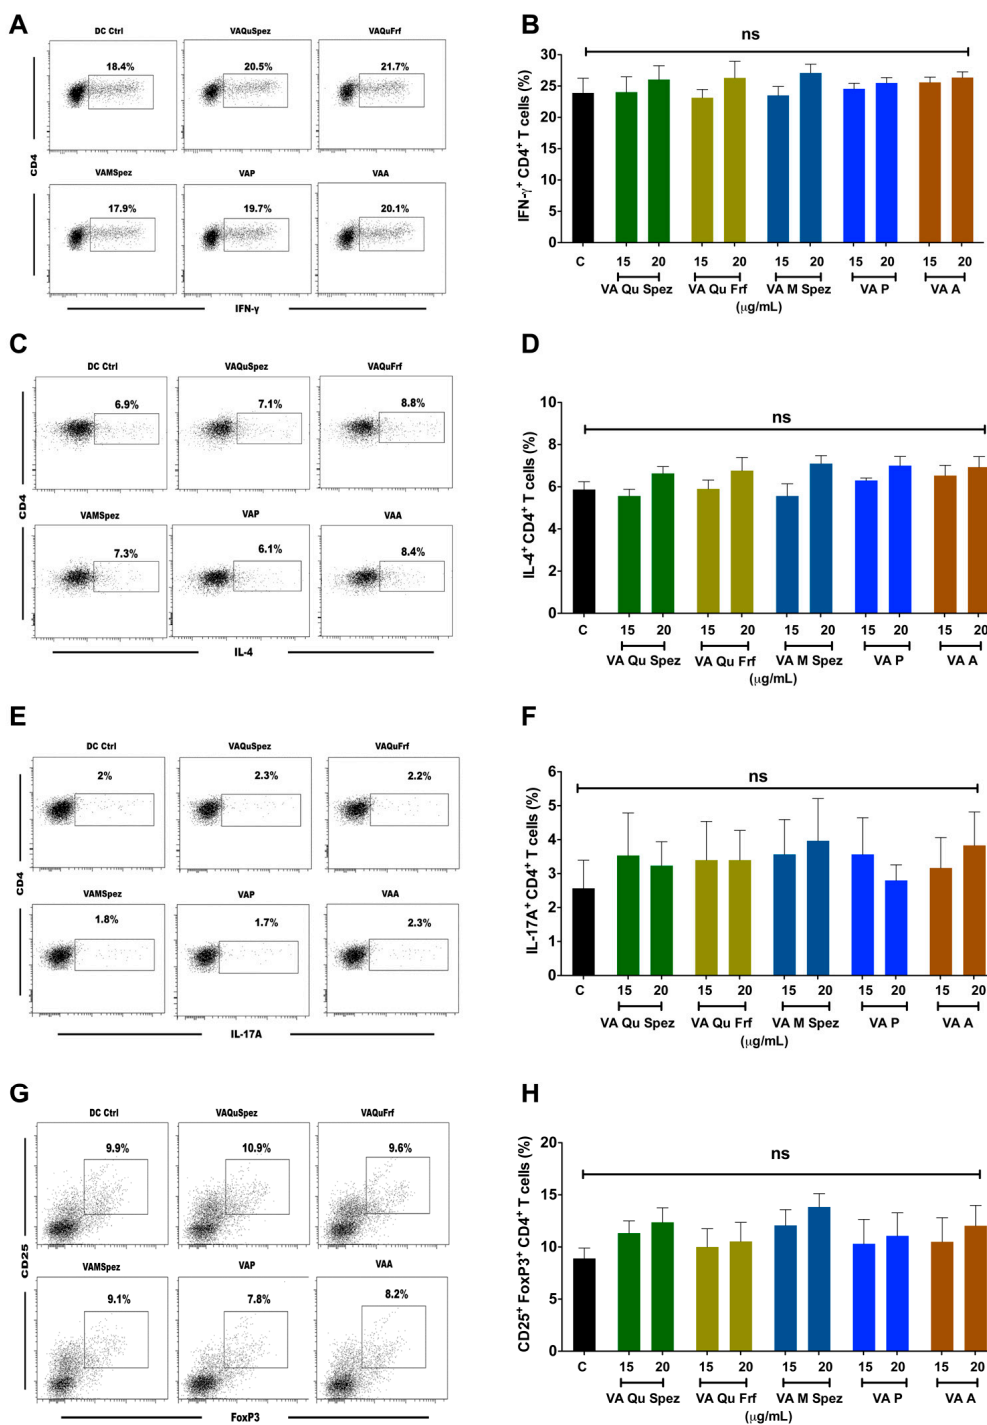 A
DC Ctrl VAQuSpez VAQuFrf
18.4% 20.5% 21.7%
VAMSpez VAP VAA
17.9% 19.7% 20.1%
CD4
IFN-γ
B
ns
IFN-γ⁺ CD4⁺ T cells (%)
30
25
20
15
10
5
0
C 15 20 15 20 15 20 15 20 15 20
VA Qu Spez VA Qu Frf VA M Spez VA P VA A
(μg/mL)
C
DC Ctrl VAQuSpez VAQuFrf
6.9% 7.1% 8.8%
VAMSpez VAP VAA
7.3% 6.1% 8.4%
CD4
IL-4
D
ns
IL-4⁺ CD4⁺ T cells (%)
10
8
6
4
2
0
C 15 20 15 20 15 20 15 20 15 20
VA Qu Spez VA Qu Frf VA M Spez VA P VA A
(μg/mL)
E
DC Ctrl VAQuSpez VAQuFrf
2% 2.3% 2.2%
VAMSpez VAP VAA
1.8% 1.7% 2.3%
CD4
IL-17A
F
ns
IL-17A⁺ CD4⁺ T cells (%)
6
5
4
3
2
1
0
C 15 20 15 20 15 20 15 20 15 20
VA Qu Spez VA Qu Frf VA M Spez VA P VA A
(μg/mL)
G
DC Ctrl VAQuSpez VAQuFrf
9.9% 10.9% 9.6%
VAMSpez VAP VAA
9.1% 7.8% 8.2%
CD25
FoxP3
H
ns
CD25⁺ FoxP3⁺ CD4⁺ T cells (%)
20
15
10
5
0
C 15 20 15 20 15 20 15 20 15 20
VA Qu Spez VA Qu Frf VA M Spez VA P VA A
(μg/mL)